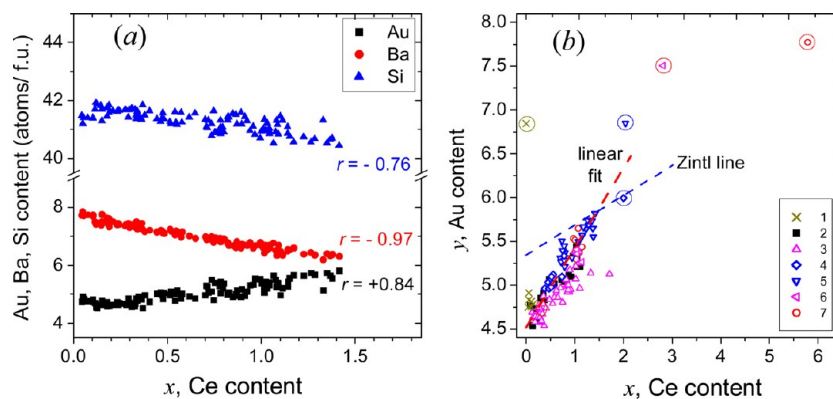 (a)
Au
Ba
Si
44
42
40
8
6
4
r = - 0.76
r = - 0.97
r = +0.84
0.0 0.5 1.0 1.5
x, Ce content
Au, Ba, Si content (atoms/ f.u.)
(b)
8.0
7.5
7.0
6.5
6.0
5.5
5.0
4.5
linear
fit
Zintl line
1
2
3
4
5
6
7
0 1 2 3 4 5 6
x, Ce content
y, Au content